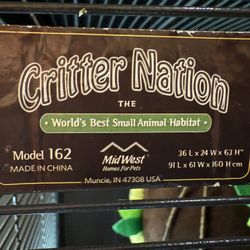 Critter Nation
THE
• World's Best Small Animal Habitat •
Model 162
MADE IN CHINA
MidWest
Homes For Pets
36 L x 24 W x 63 H
91 L x 61 W x 160 H cm
Muncie, IN 47308 USA